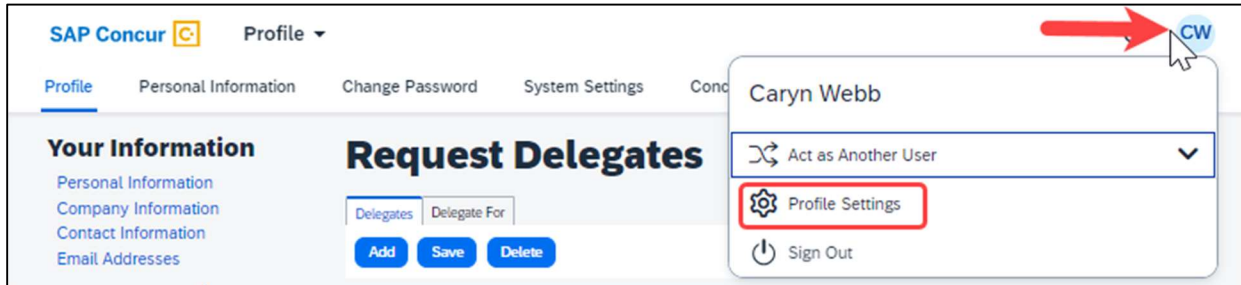 SAP Concur Profile
CW
Profile Personal Information Change Password System Settings Conc
Caryn Webb
Act as Another User
Profile Settings
Sign Out
Your Information
Personal Information
Company Information
Contact Information
Email Addresses
Request Delegates
Delegates Delegate For
Add Save Delete